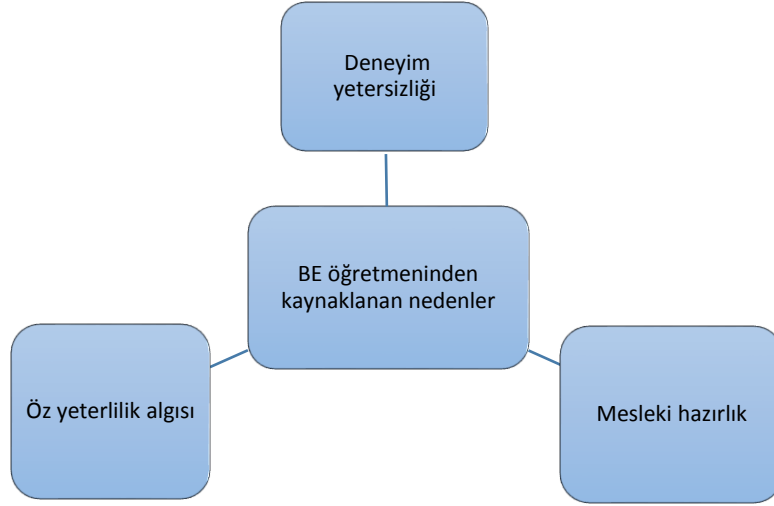 Deneyim
yetersizliği
BE öğretmeninden
kaynaklanan nedenler
Öz yeterlilik algısı
Mesleki hazırlık